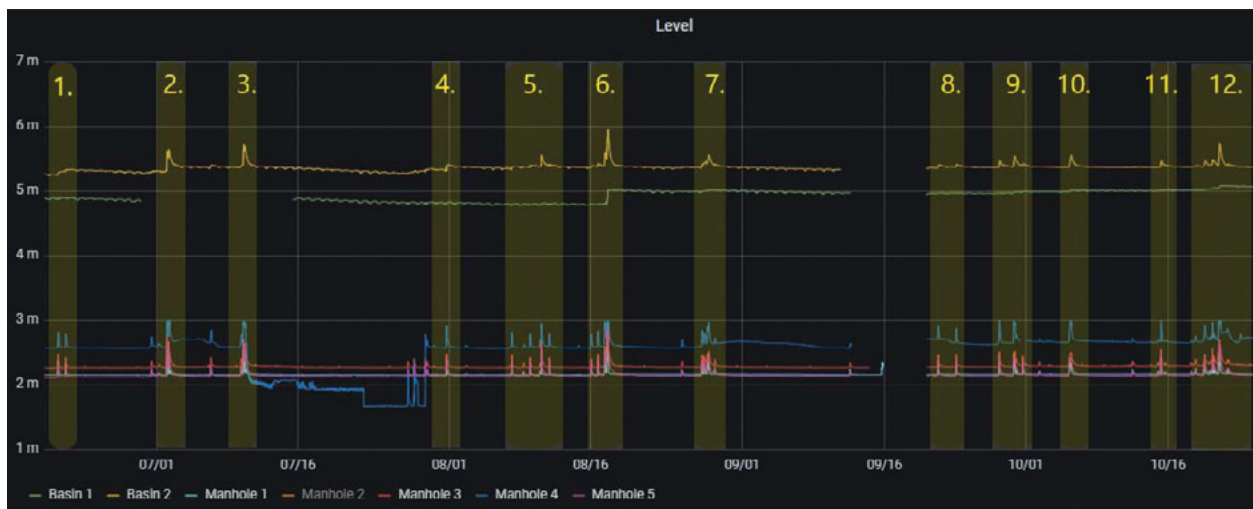 Level
7 m
1. 2. 3. 4. 5. 6. 7. 8. 9. 10. 11. 12.
6 m
5 m
4 m
3 m
2 m
1 m
07/01 07/16 08/01 08/16 09/01 09/16 10/01 10/16
Basin 1 Basin 2 Manhole 1 Manhole 2 Manhole 3 Manhole 4 Manhole 5